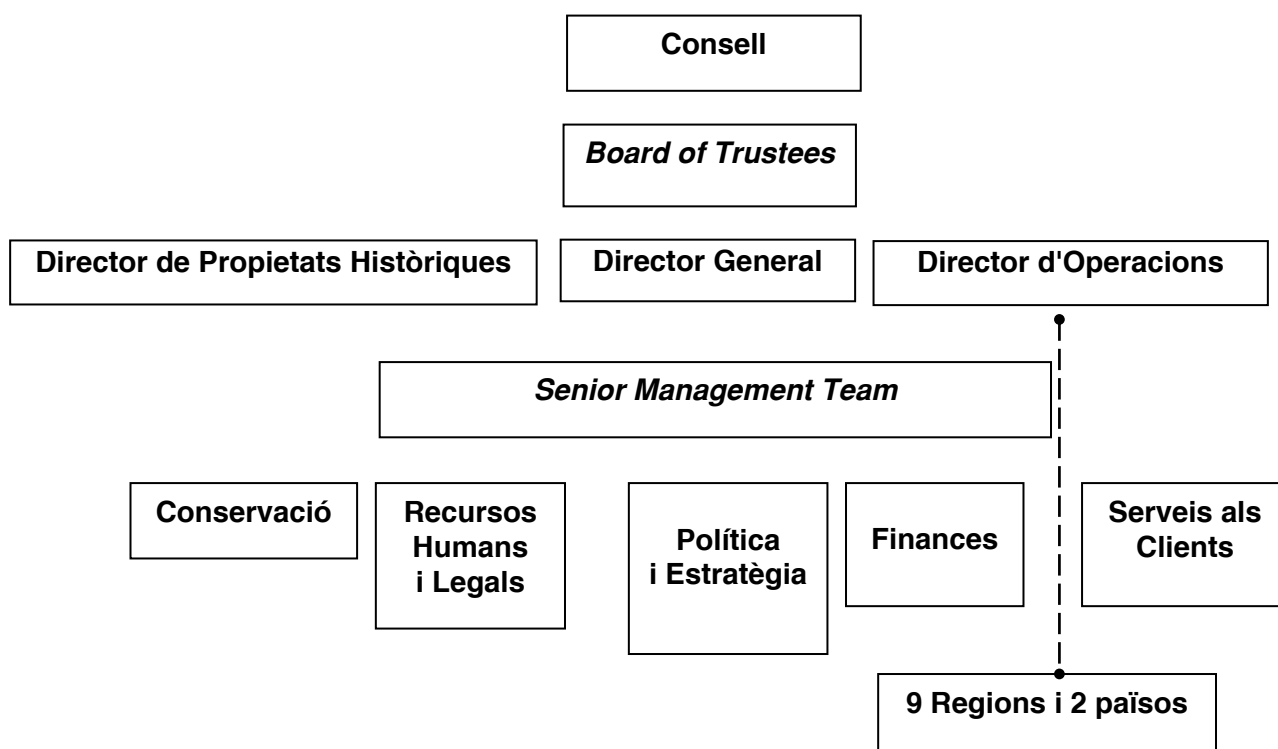 Consell
Board of Trustees
Director de Propietats Històriques
Director General
Director d'Operacions
Senior Management Team
Conservació
Recursos
Humans
i Legals
Política
i Estratègia
Finances
Serveis als
Clients
9 Regions i 2 països